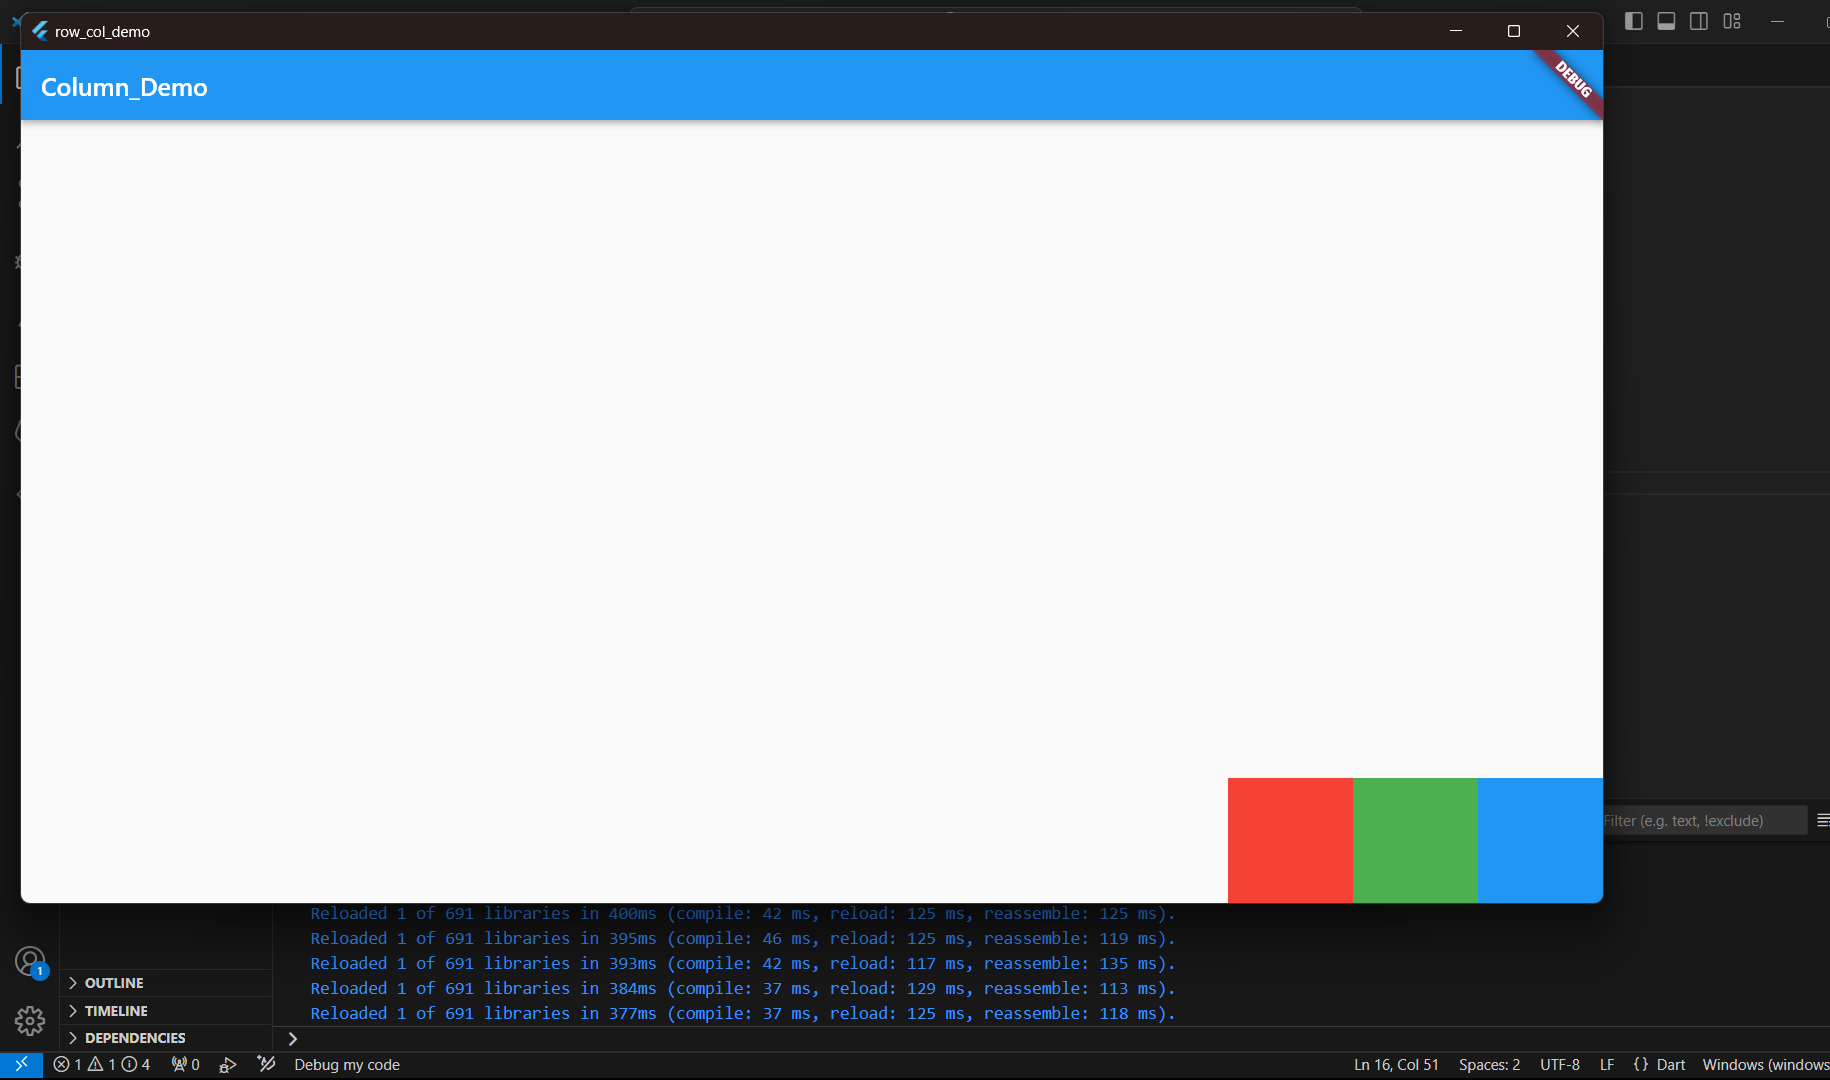 row_col_demo
Column_Demo
DEBUG
Filter (e.g. text, !exclude)
Reloaded 1 of 691 libraries in 400ms (compile: 42 ms, reload: 125 ms, reassemble: 125 ms).
Reloaded 1 of 691 libraries in 395ms (compile: 46 ms, reload: 125 ms, reassemble: 119 ms).
Reloaded 1 of 691 libraries in 393ms (compile: 42 ms, reload: 117 ms, reassemble: 135 ms).
Reloaded 1 of 691 libraries in 384ms (compile: 37 ms, reload: 129 ms, reassemble: 113 ms).
Reloaded 1 of 691 libraries in 377ms (compile: 37 ms, reload: 125 ms, reassemble: 118 ms).
1
OUTLINE
TIMELINE
DEPENDENCIES
1 1 4 0 Debug my code Ln 16, Col 51 Spaces: 2 UTF-8 LF {} Dart Windows (windows